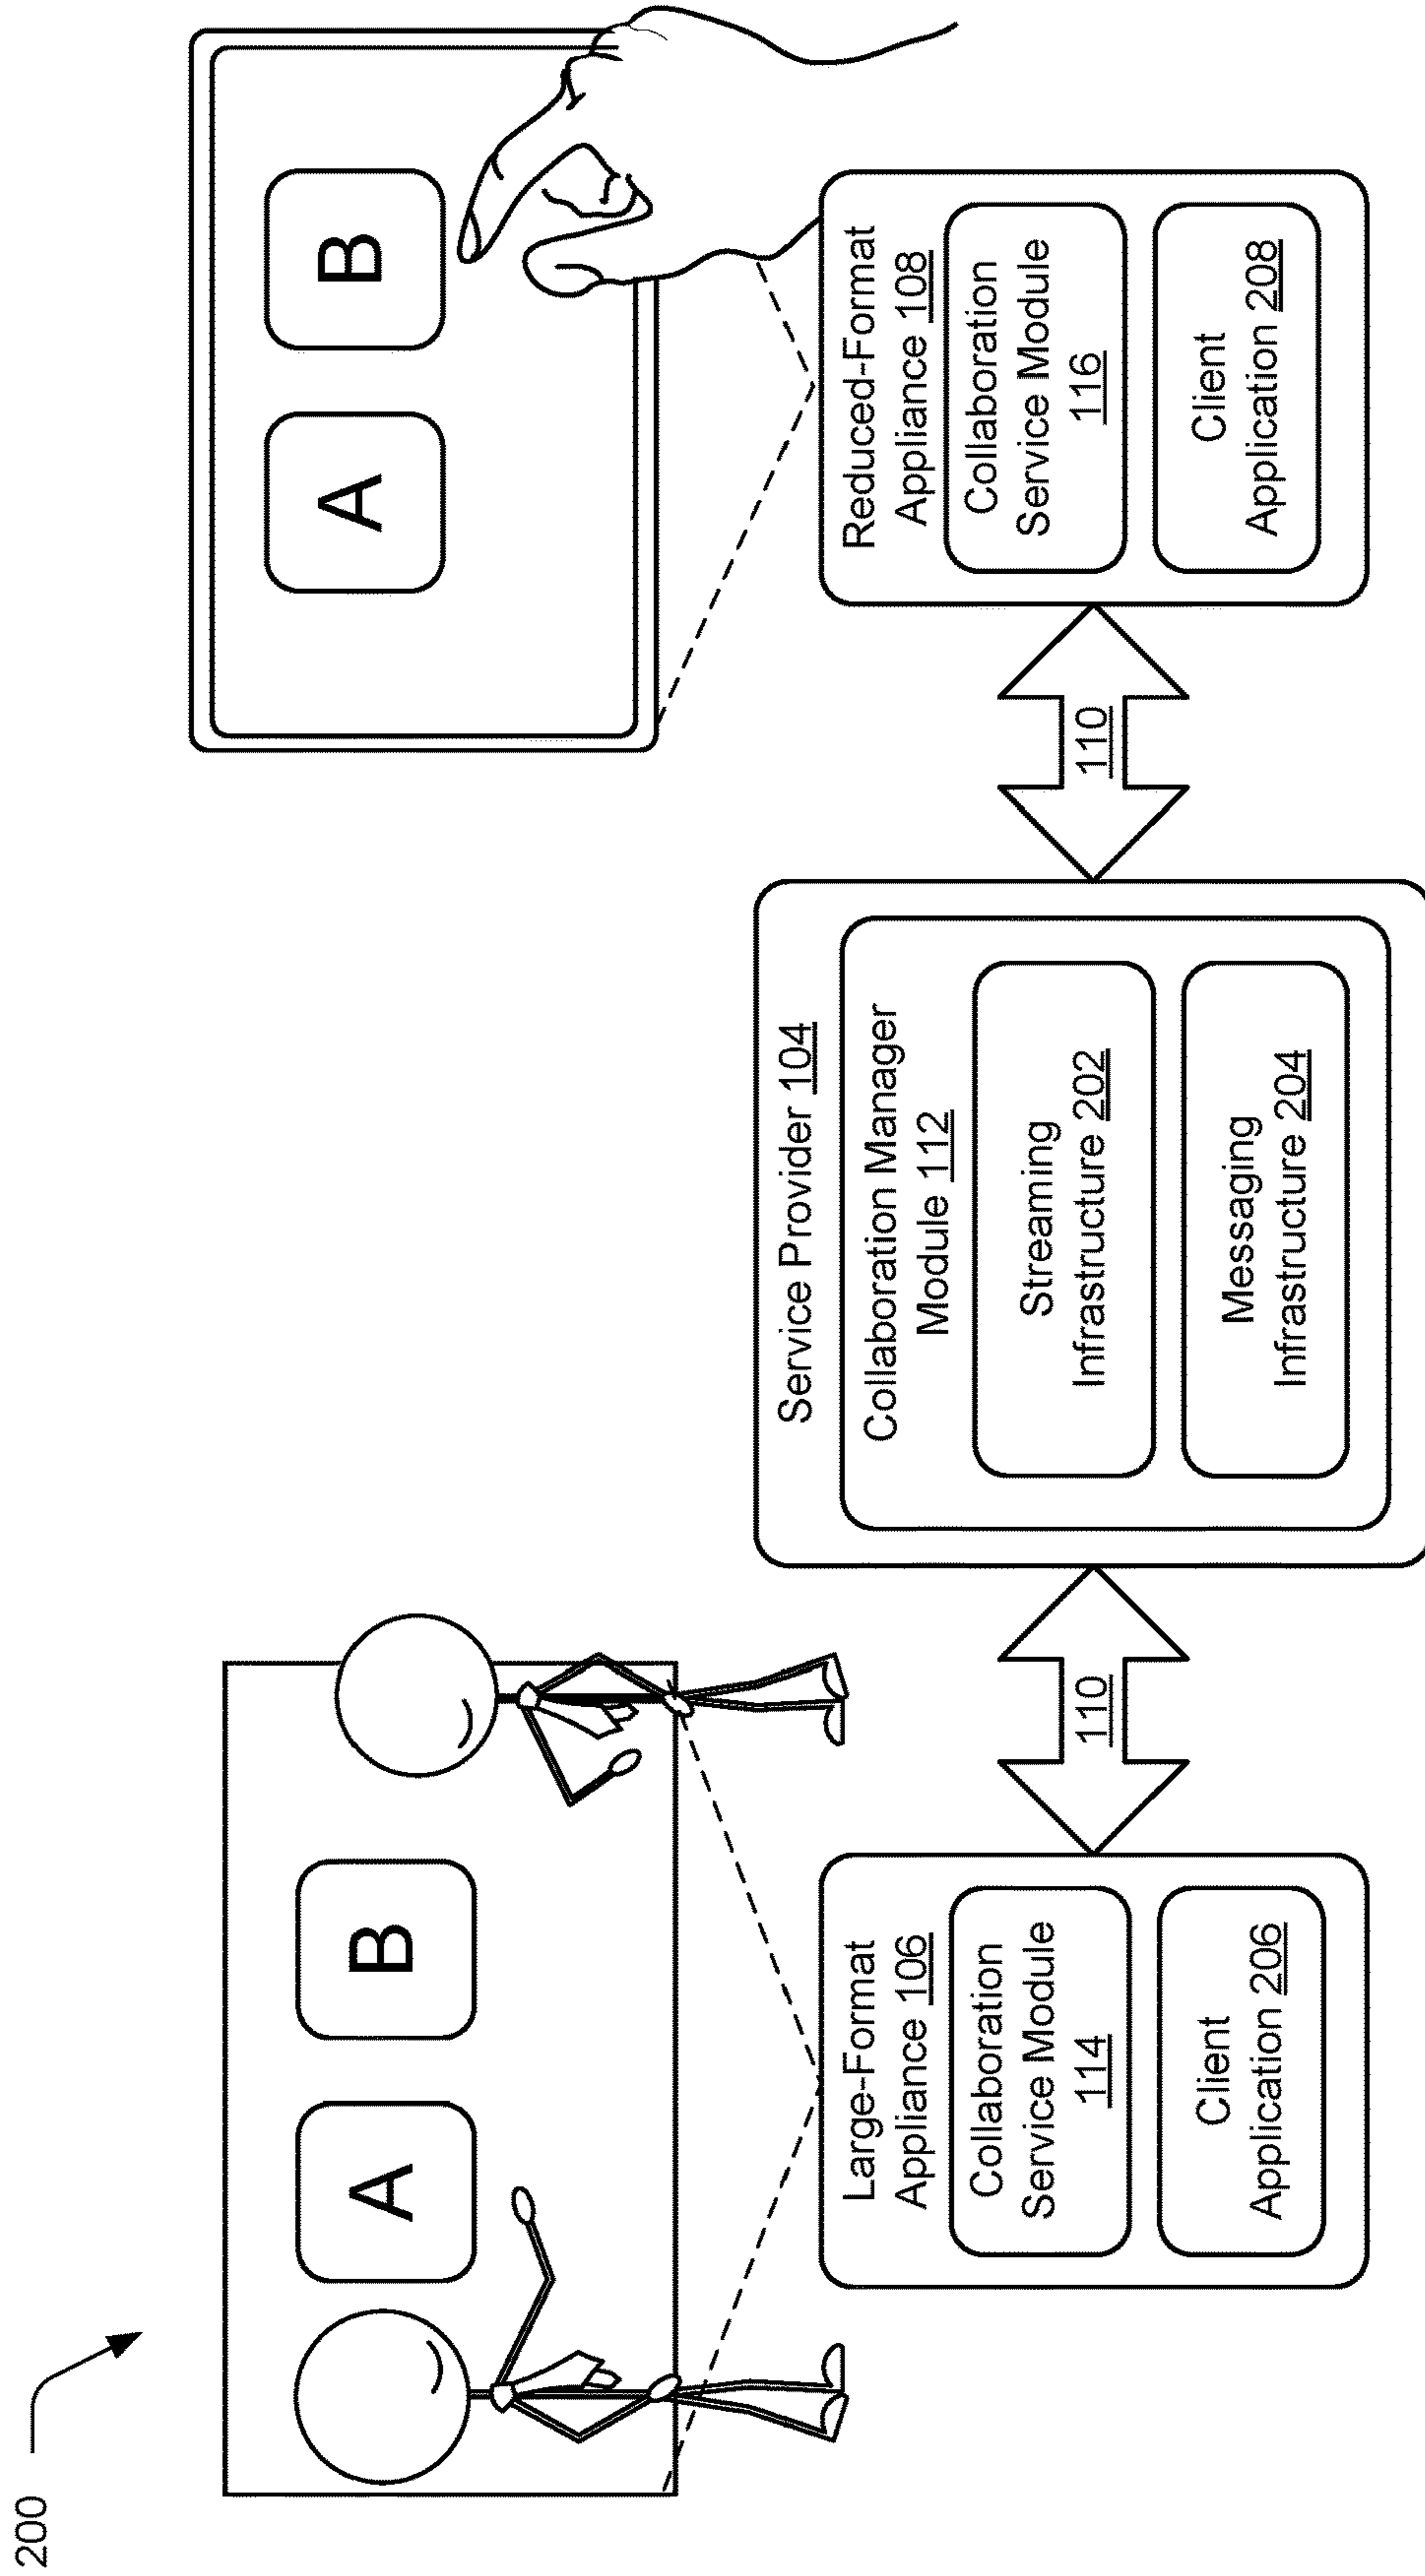 200
A
B
A
B
Large-Format
Appliance 106
Collaboration
Service Module
114
Client
Application 206
110
Service Provider 104
Collaboration Manager
Module 112
Streaming
Infrastructure 202
Messaging
Infrastructure 204
110
Reduced-Format
Appliance 108
Collaboration
Service Module
116
Client
Application 208